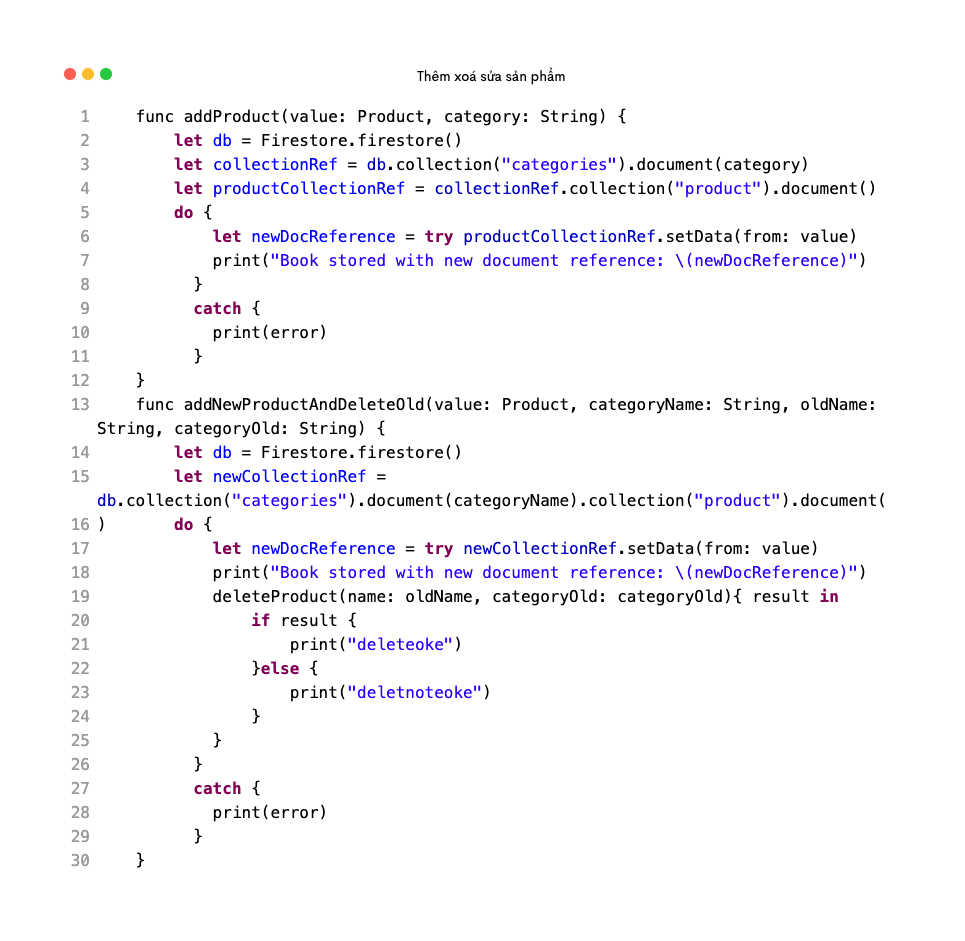 Thêm xoá sửa sản phẩm
1 func addProduct(value: Product, category: String) {
2 let db = Firestore.firestore()
3 let collectionRef = db.collection("categories").document(category)
4 let productCollectionRef = collectionRef.collection("product").document()
5 do {
6 let newDocReference = try productCollectionRef.setData(from: value)
7 print("Book stored with new document reference: \(newDocReference)")
8 }
9 catch {
10 print(error)
11 }
12 }
13 func addNewProductAndDeleteOld(value: Product, categoryName: String, oldName:
String, categoryOld: String) {
14 let db = Firestore.firestore()
15 let newCollectionRef =
db.collection("categories").document(categoryName).collection("product").document(
16 ) do {
17 let newDocReference = try newCollectionRef.setData(from: value)
18 print("Book stored with new document reference: \(newDocReference)")
19 deleteProduct(name: oldName, categoryOld: categoryOld){ result in
20 if result {
21 print("deleteoke")
22 }else {
23 print("deletnoteoke")
24 }
25 }
26 }
27 catch {
28 print(error)
29 }
30 }